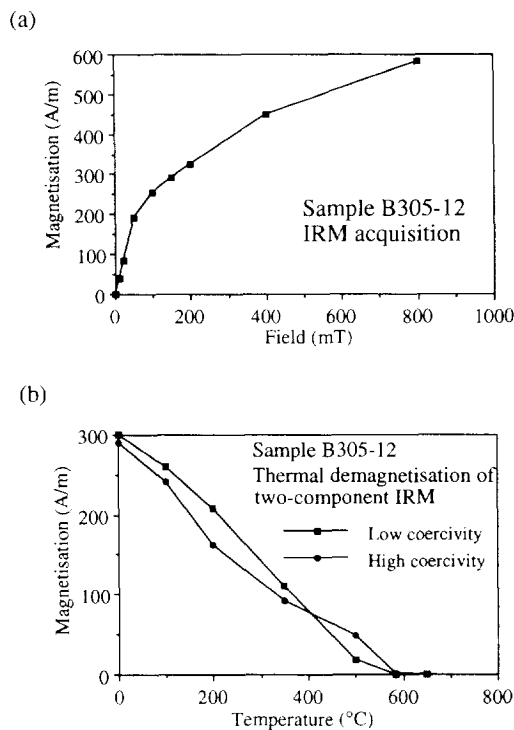 (a)
600
500
400
300
200
100
0
Magnetisation (A/m)
Sample B305-12
IRM acquisition
0 200 400 600 800 1000
Field (mT)
(b)
300
200
100
0
Magnetisation (A/m)
Sample B305-12
Thermal demagnetisation of
two-component IRM
Low coercivity
High coercivity
0 200 400 600 800
Temperature (°C)